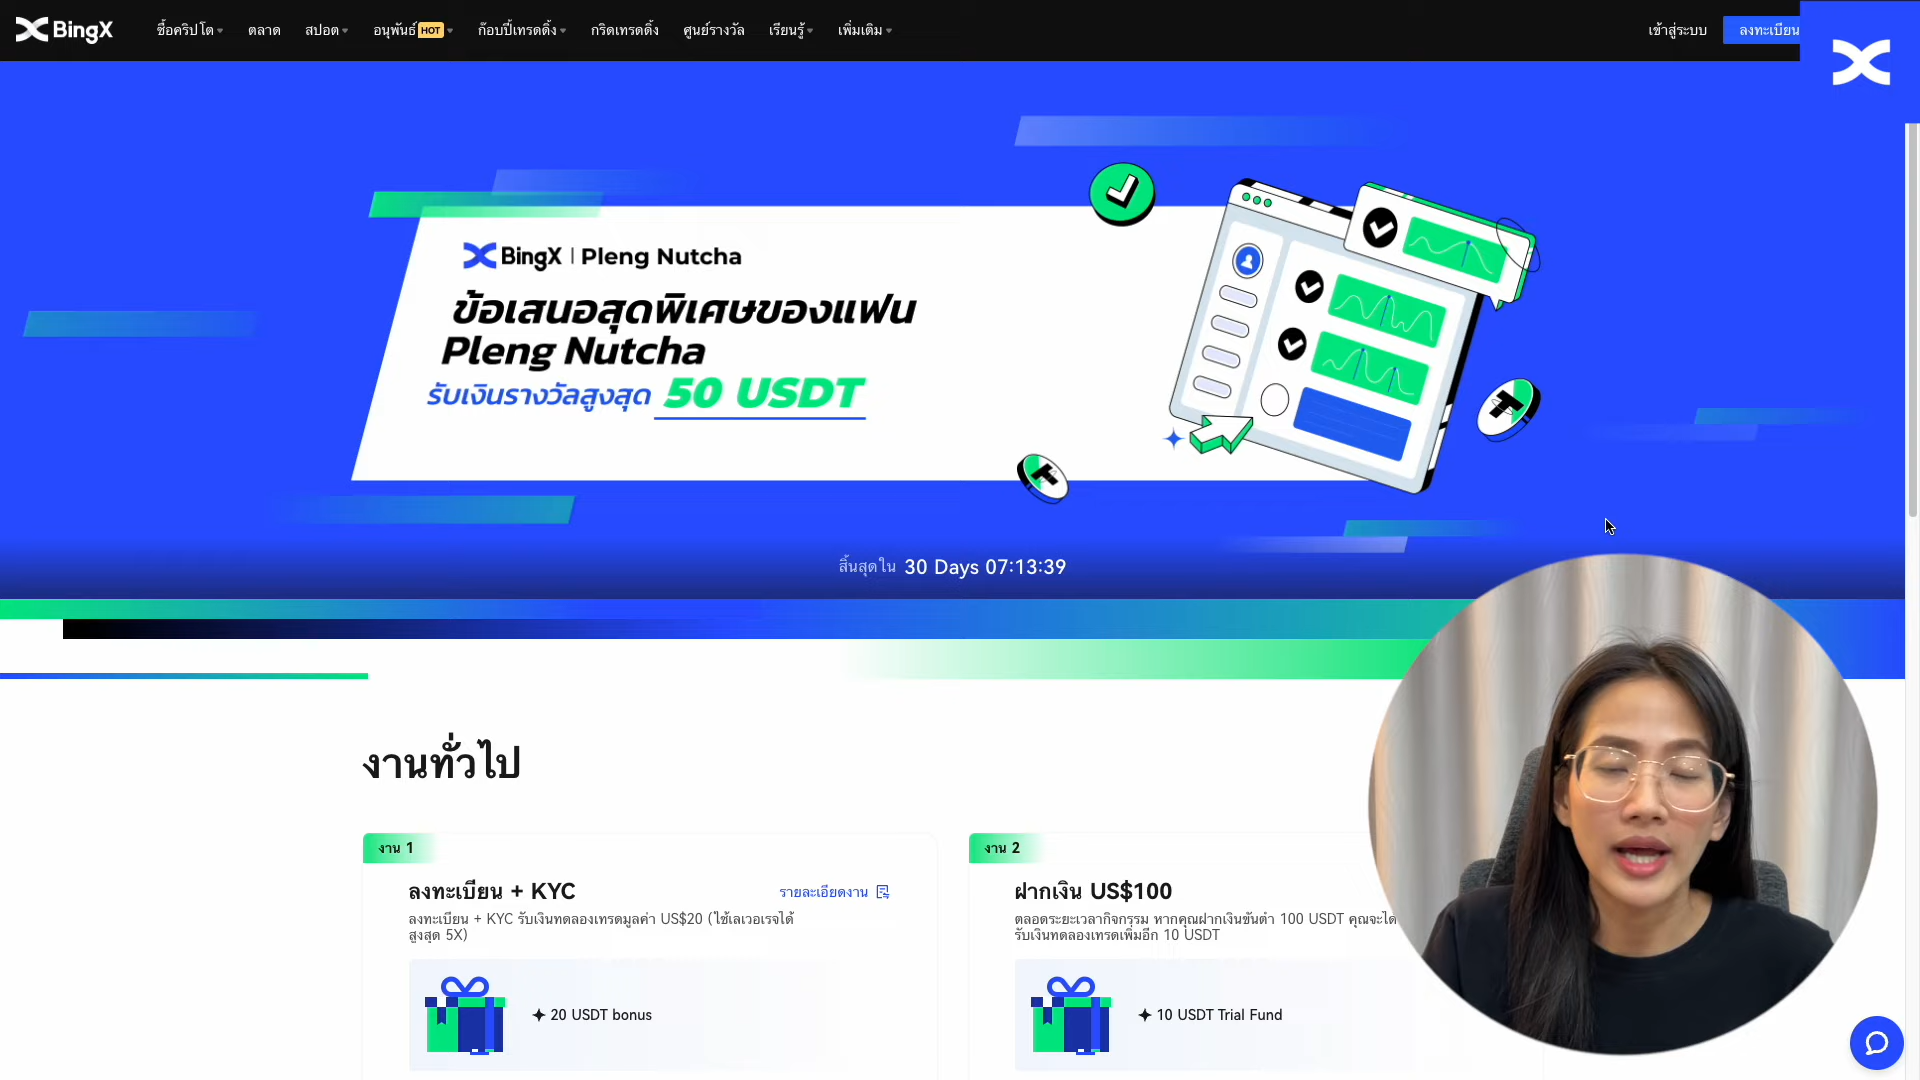 BingX
ซื้อคริปโต
ตลาด
สปอต
อนุพันธ์ HOT
ก๊อปปี้เทรดดิ้ง
กริดเทรดดิ้ง
ศูนย์รางวัล
เรียนรู้
เพิ่มเติม
เข้าสู่ระบบ
ลงทะเบียน
BingX | Pleng Nutcha
ข้อเสนอสุดพิเศษของแฟน
Pleng Nutcha
รับเงินรางวัลสูงสุด 50 USDT
สิ้นสุดใน 30 Days 07:13:39
งานทั่วไป
งาน 1
ลงทะเบียน + KYC
รายละเอียดงาน
ลงทะเบียน + KYC รับเงินทดลองเทรดมูลค่า US$20 (ใช้เลเวอเรจได้
สูงสุด 5X)
20 USDT bonus
งาน 2
ฝากเงิน US$100
ตลอดระยะเวลากิจกรรม หากคุณฝากเงินขั้นต่ำ 100 USDT คุณจะได้
รับเงินทดลองเทรดเพิ่มอีก 10 USDT
10 USDT Trial Fund